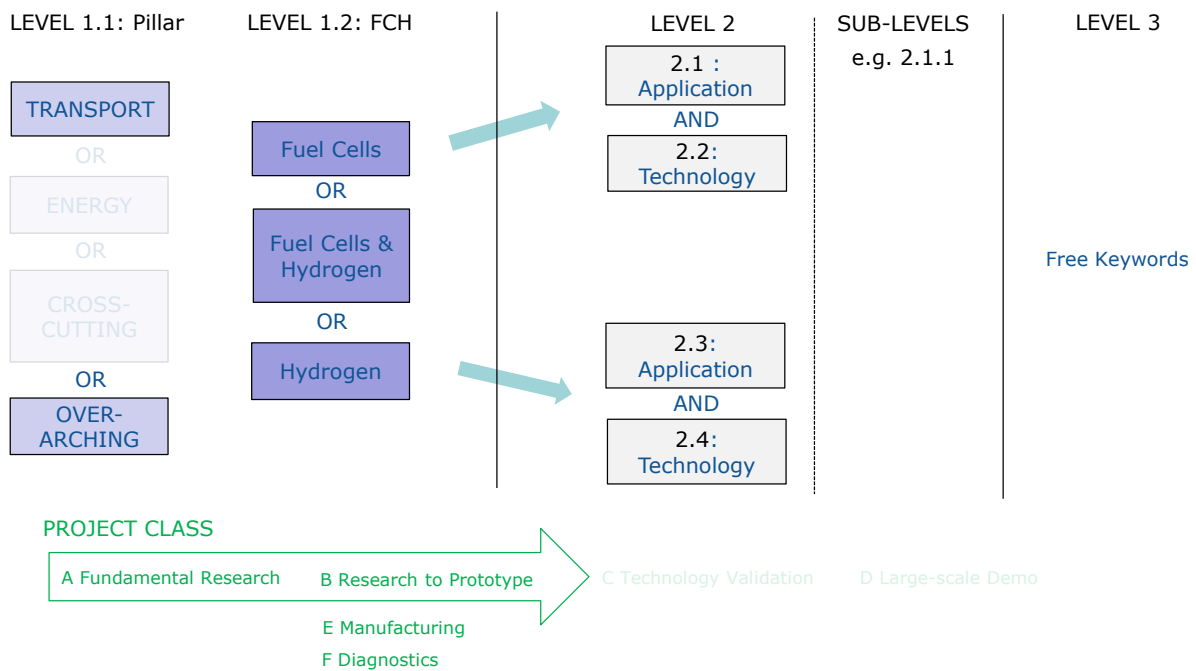 LEVEL 1.1: Pillar
LEVEL 1.2: FCH
LEVEL 2
SUB-LEVELS
e.g. 2.1.1
LEVEL 3
TRANSPORT
OR
ENERGY
OR
CROSS-
CUTTING
OR
OVER-
ARCHING
Fuel Cells
OR
Fuel Cells &
Hydrogen
OR
Hydrogen
2.1 :
Application
AND
2.2:
Technology
2.3:
Application
AND
2.4:
Technology
Free Keywords
PROJECT CLASS
A Fundamental Research
B Research to Prototype
C Technology Validation
D Large-scale Demo
E Manufacturing
F Diagnostics